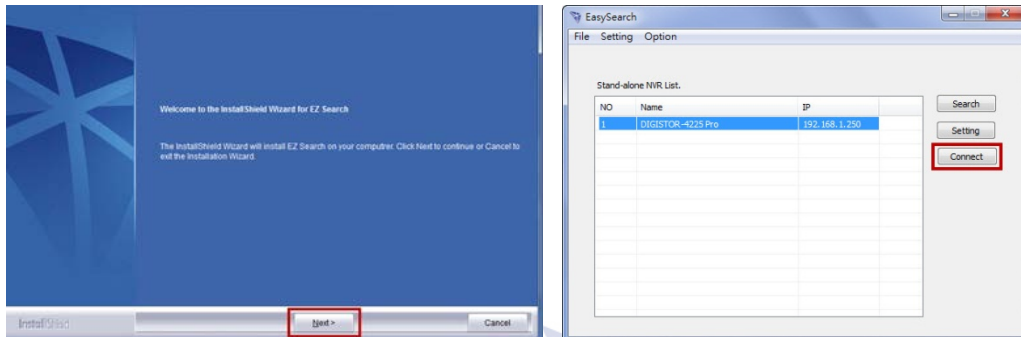 Welcome to the InstallShield Wizard for EZ Search
The InstallShield Wizard will install EZ Search on your computrer. Click Next to continue or Cancel to
exit the Installation Wizard.
InstallShield
Next >
Cancel
EasySearch
File Setting Option
Stand-alone NVR List.
NO Name IP
1 DIGISTOR-4225 Pro 192.168.1.250
Search
Setting
Connect